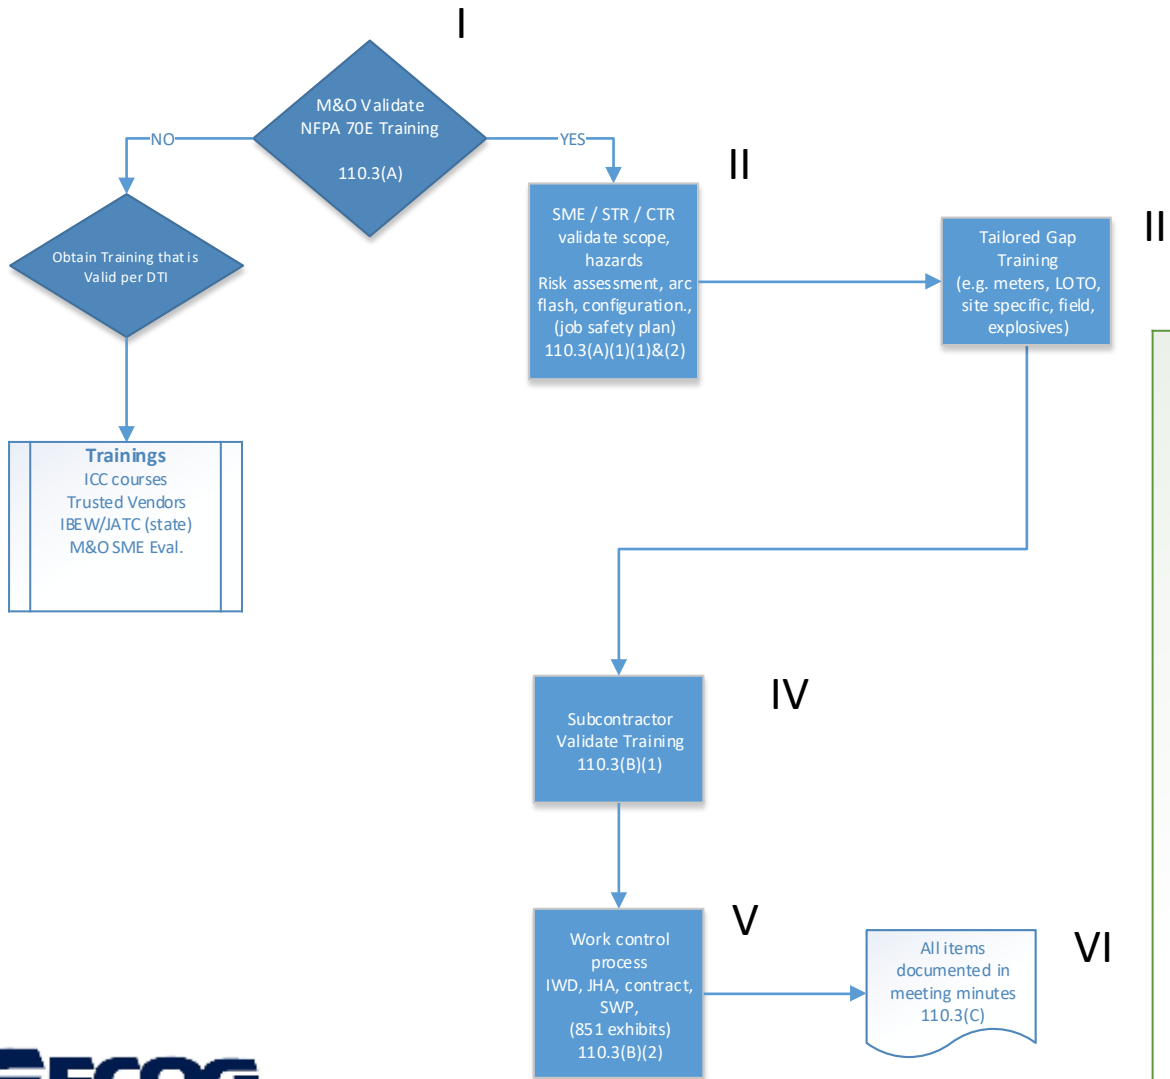 I
M&O Validate
NFPA 70E Training
110.3(A)
NO
YES
II
Obtain Training that is
Valid per DTI
SME / STR / CTR
validate scope,
hazards
Risk assessment, arc
flash, configuration.,
(job safety plan)
110.3(A)(1)(1)&(2)
Tailored Gap
Training
(e.g. meters, LOTO,
site specific, field,
explosives)
II
Trainings
ICC courses
Trusted Vendors
IBEW/JATC (state)
M&O SME Eval.
Subcontractor
Validate Training
110.3(B)(1)
IV
Work control
process
IWD, JHA, contract,
SWP,
(851 exhibits)
110.3(B)(2)
V
All items
documented in
meeting minutes
110.3(C)
VI